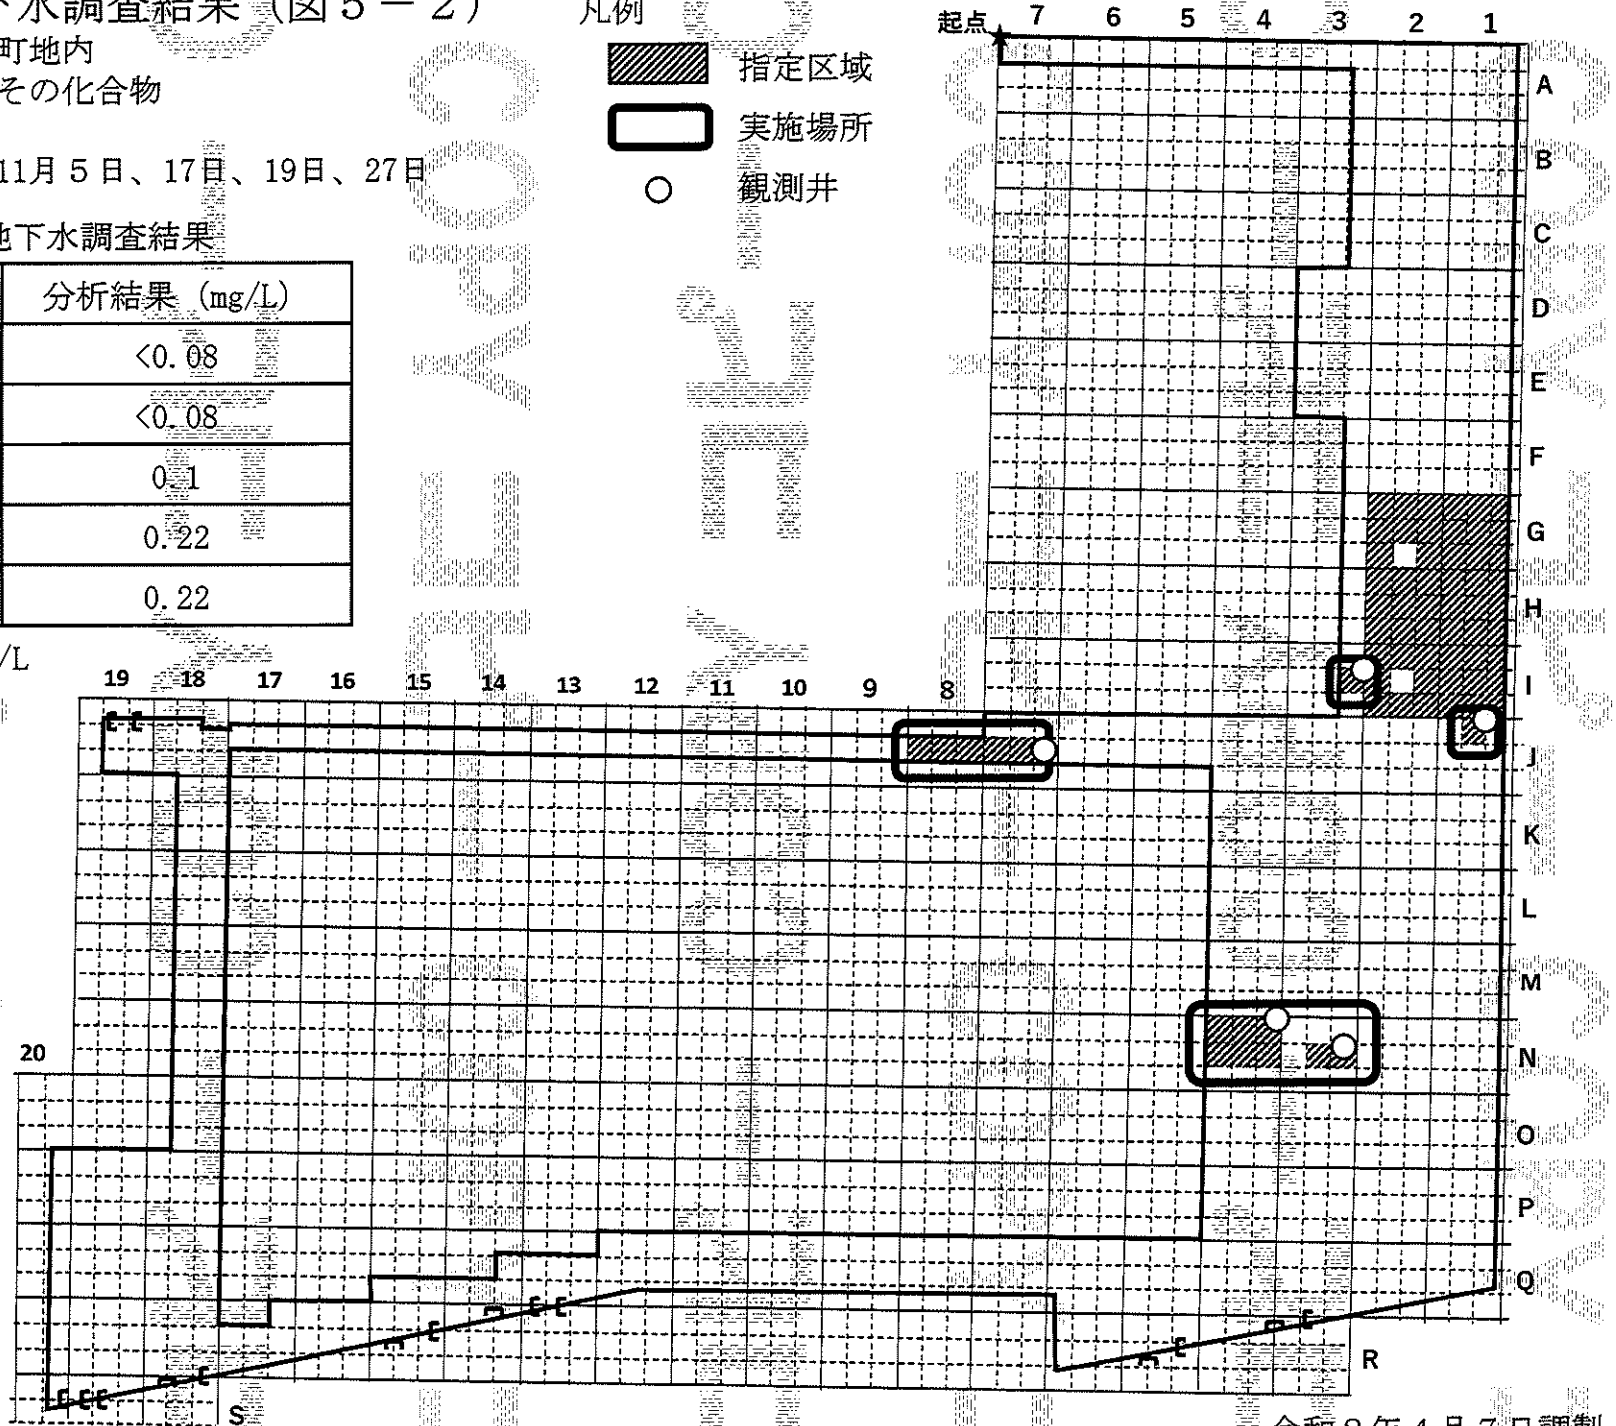 下水調査結果（図５－２）
町地内
その化合物
11月５日、17日、19日、27日
地下水調査結果
分析結果（mg/L）
<0.08
<0.08
0.1
0.22
0.22
/L
凡例
指定区域
実施場所
観測井
起点 7 6 5 4 3 2 1
A
B
C
D
E
F
G
H
I
J
K
L
M
N
O
P
Q
R
S
19 18 17 16 15 14 13 12 11 10 9 8
20